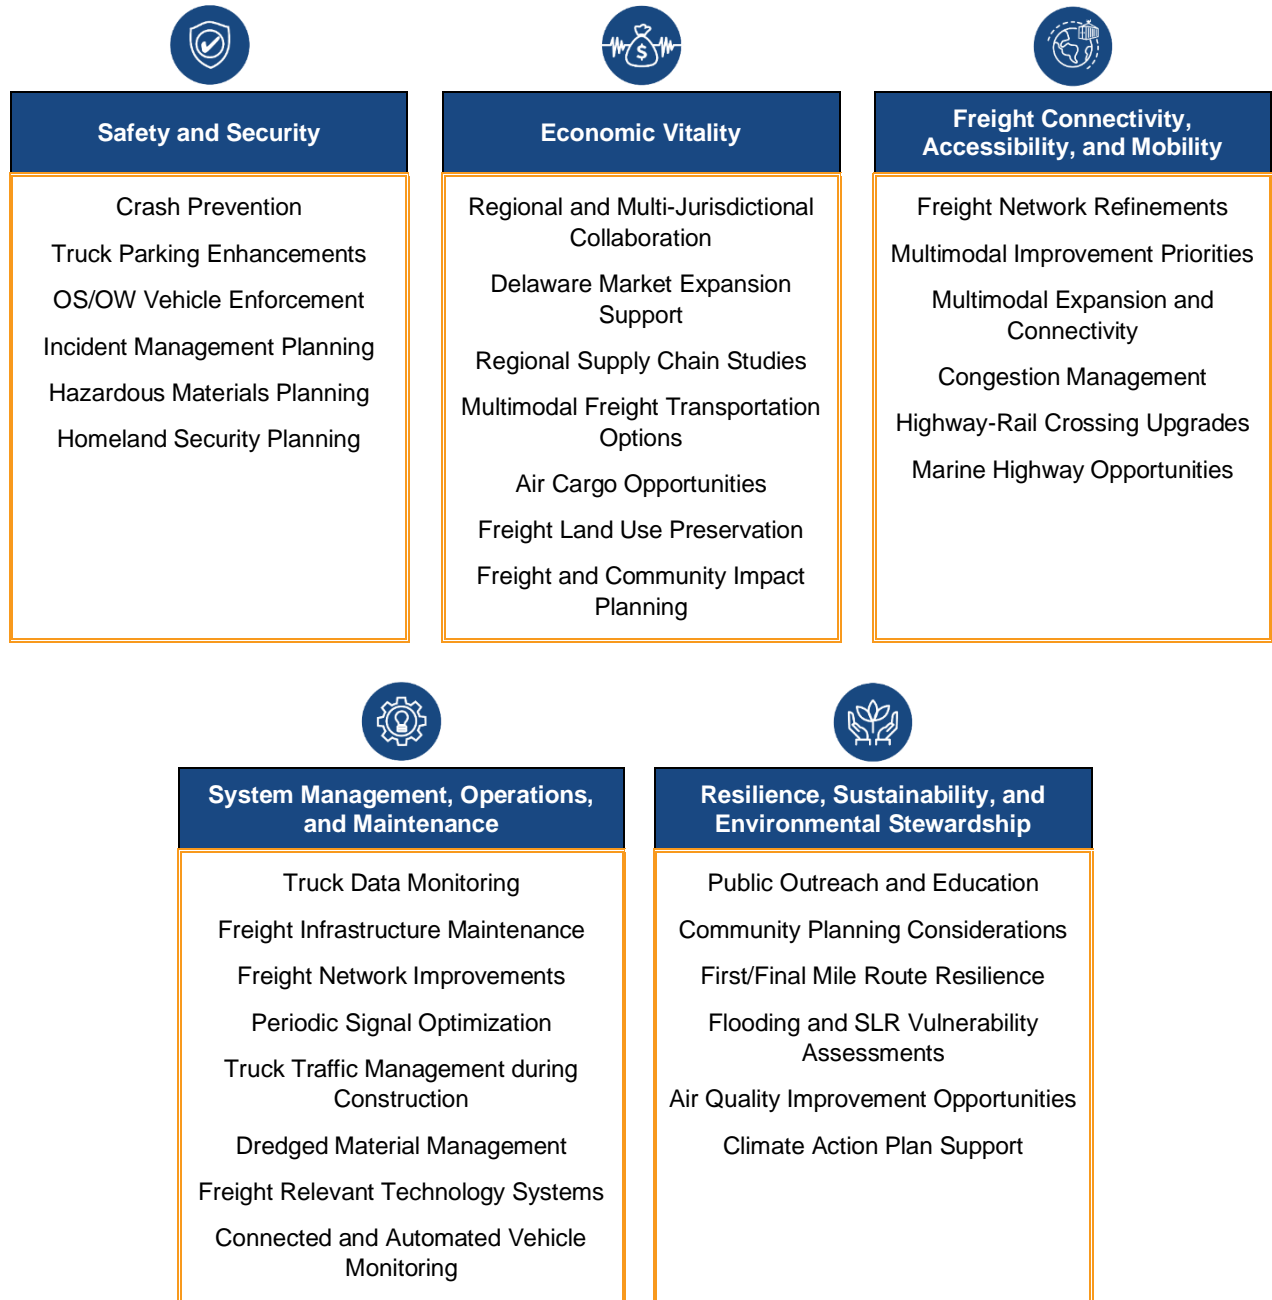 Safety and Security
Crash Prevention
Truck Parking Enhancements
OS/OW Vehicle Enforcement
Incident Management Planning
Hazardous Materials Planning
Homeland Security Planning
$
Economic Vitality
Regional and Multi-Jurisdictional
Collaboration
Delaware Market Expansion
Support
Regional Supply Chain Studies
Multimodal Freight Transportation
Options
Air Cargo Opportunities
Freight Land Use Preservation
Freight and Community Impact
Planning
Freight Connectivity,
Accessibility, and Mobility
Freight Network Refinements
Multimodal Improvement Priorities
Multimodal Expansion and
Connectivity
Congestion Management
Highway-Rail Crossing Upgrades
Marine Highway Opportunities
System Management, Operations,
and Maintenance
Truck Data Monitoring
Freight Infrastructure Maintenance
Freight Network Improvements
Periodic Signal Optimization
Truck Traffic Management during
Construction
Dredged Material Management
Freight Relevant Technology Systems
Connected and Automated Vehicle
Monitoring
Resilience, Sustainability, and
Environmental Stewardship
Public Outreach and Education
Community Planning Considerations
First/Final Mile Route Resilience
Flooding and SLR Vulnerability
Assessments
Air Quality Improvement Opportunities
Climate Action Plan Support